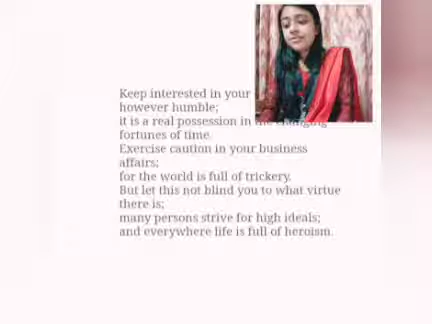 Keep interested in your
however humble;
it is a real possession in the changing
fortunes of time.
Exercise caution in your business
affairs;
for the world is full of trickery.
But let this not blind you to what virtue
there is;
many persons strive for high ideals;
and everywhere life is full of heroism.